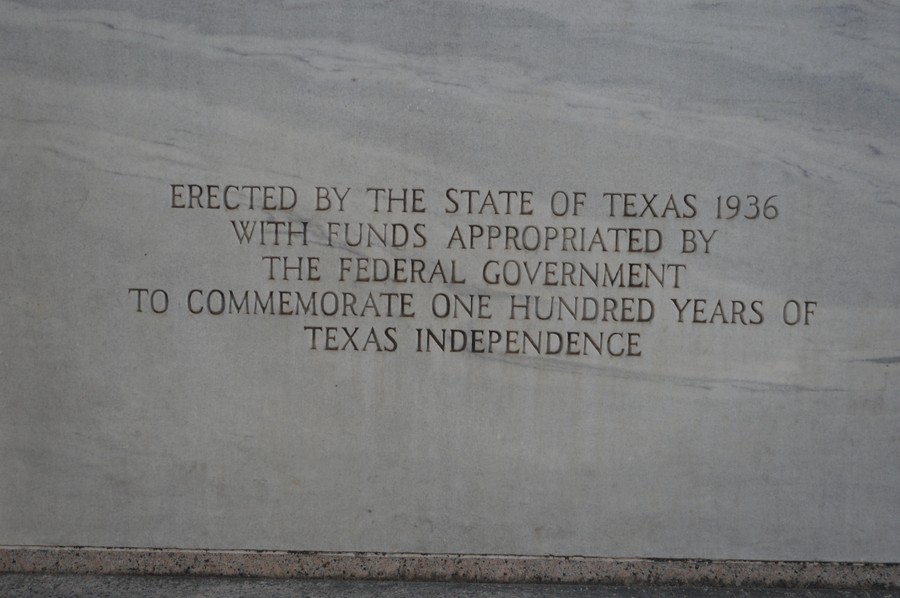 ERECTED BY THE STATE OF TEXAS 1936
WITH FUNDS APPROPRIATED BY
THE FEDERAL GOVERNMENT
TO COMMEMORATE ONE HUNDRED YEARS OF
TEXAS INDEPENDENCE